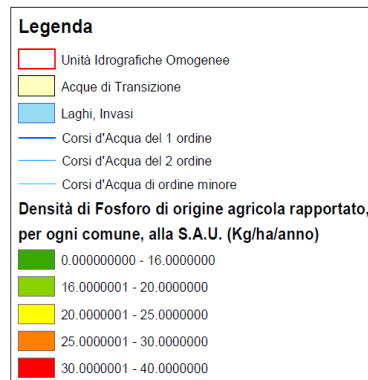 Legenda
Unità Idrografiche Omogenee
Acque di Transizione
Laghi, Invasi
Corsi d'Acqua del 1 ordine
Corsi d'Acqua del 2 ordine
Corsi d'Acqua di ordine minore
Densità di Fosforo di origine agricola rapportato,
per ogni comune, alla S.A.U. (Kg/ha/anno)
0.000000000 - 16.0000000
16.0000001 - 20.0000000
20.0000001 - 25.0000000
25.0000001 - 30.0000000
30.0000001 - 40.0000000